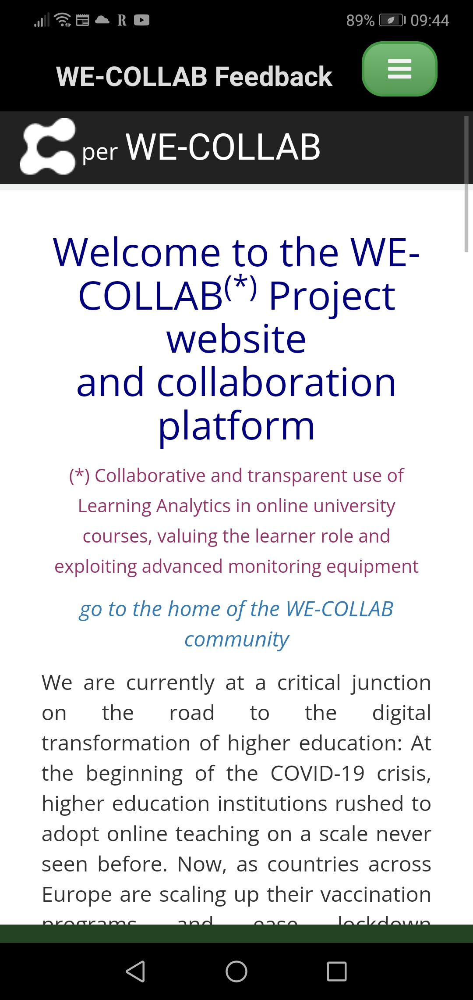 89% 09:44
WE-COLLAB Feedback
per WE-COLLAB
Welcome to the WE-
COLLAB(*) Project
website
and collaboration
platform
(*) Collaborative and transparent use of
Learning Analytics in online university
courses, valuing the learner role and
exploiting advanced monitoring equipment
go to the home of the WE-COLLAB
community
We are currently at a critical junction
on the road to the digital
transformation of higher education: At
the beginning of the COVID-19 crisis,
higher education institutions rushed to
adopt online teaching on a scale never
seen before. Now, as countries across
Europe are scaling up their vaccination
programs and ease lockdown